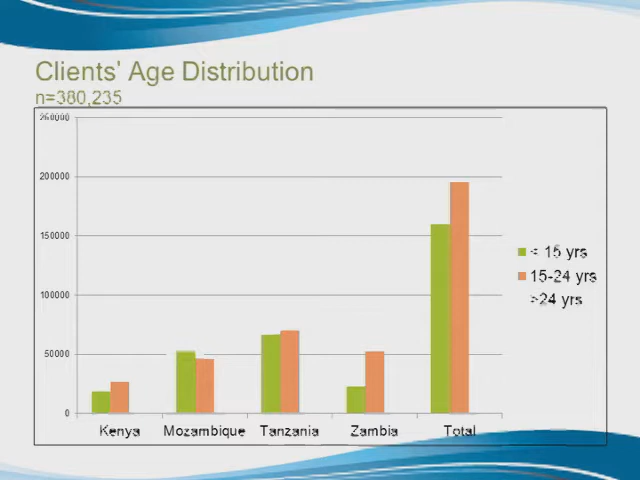 Clients' Age Distribution
n=380,235
250000
200000
150000
100000
50000
0
Kenya Mozambique Tanzania Zambia Total
< 15 yrs
15-24 yrs
>24 yrs